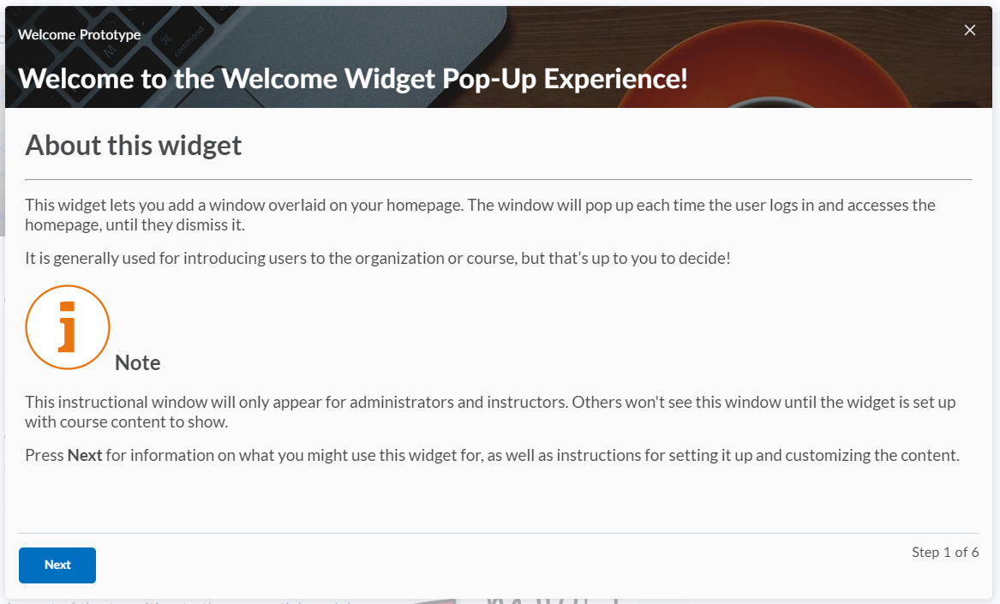 Welcome Prototype
Welcome to the Welcome Widget Pop-Up Experience!
About this widget
This widget lets you add a window overlaid on your homepage. The window will pop up each time the user logs in and accesses the
homepage, until they dismiss it.
It is generally used for introducing users to the organization or course, but that’s up to you to decide!
i
Note
This instructional window will only appear for administrators and instructors. Others won't see this window until the widget is set up
with course content to show.
Press Next for information on what you might use this widget for, as well as instructions for setting it up and customizing the content.
Step 1 of 6
Next
command
M